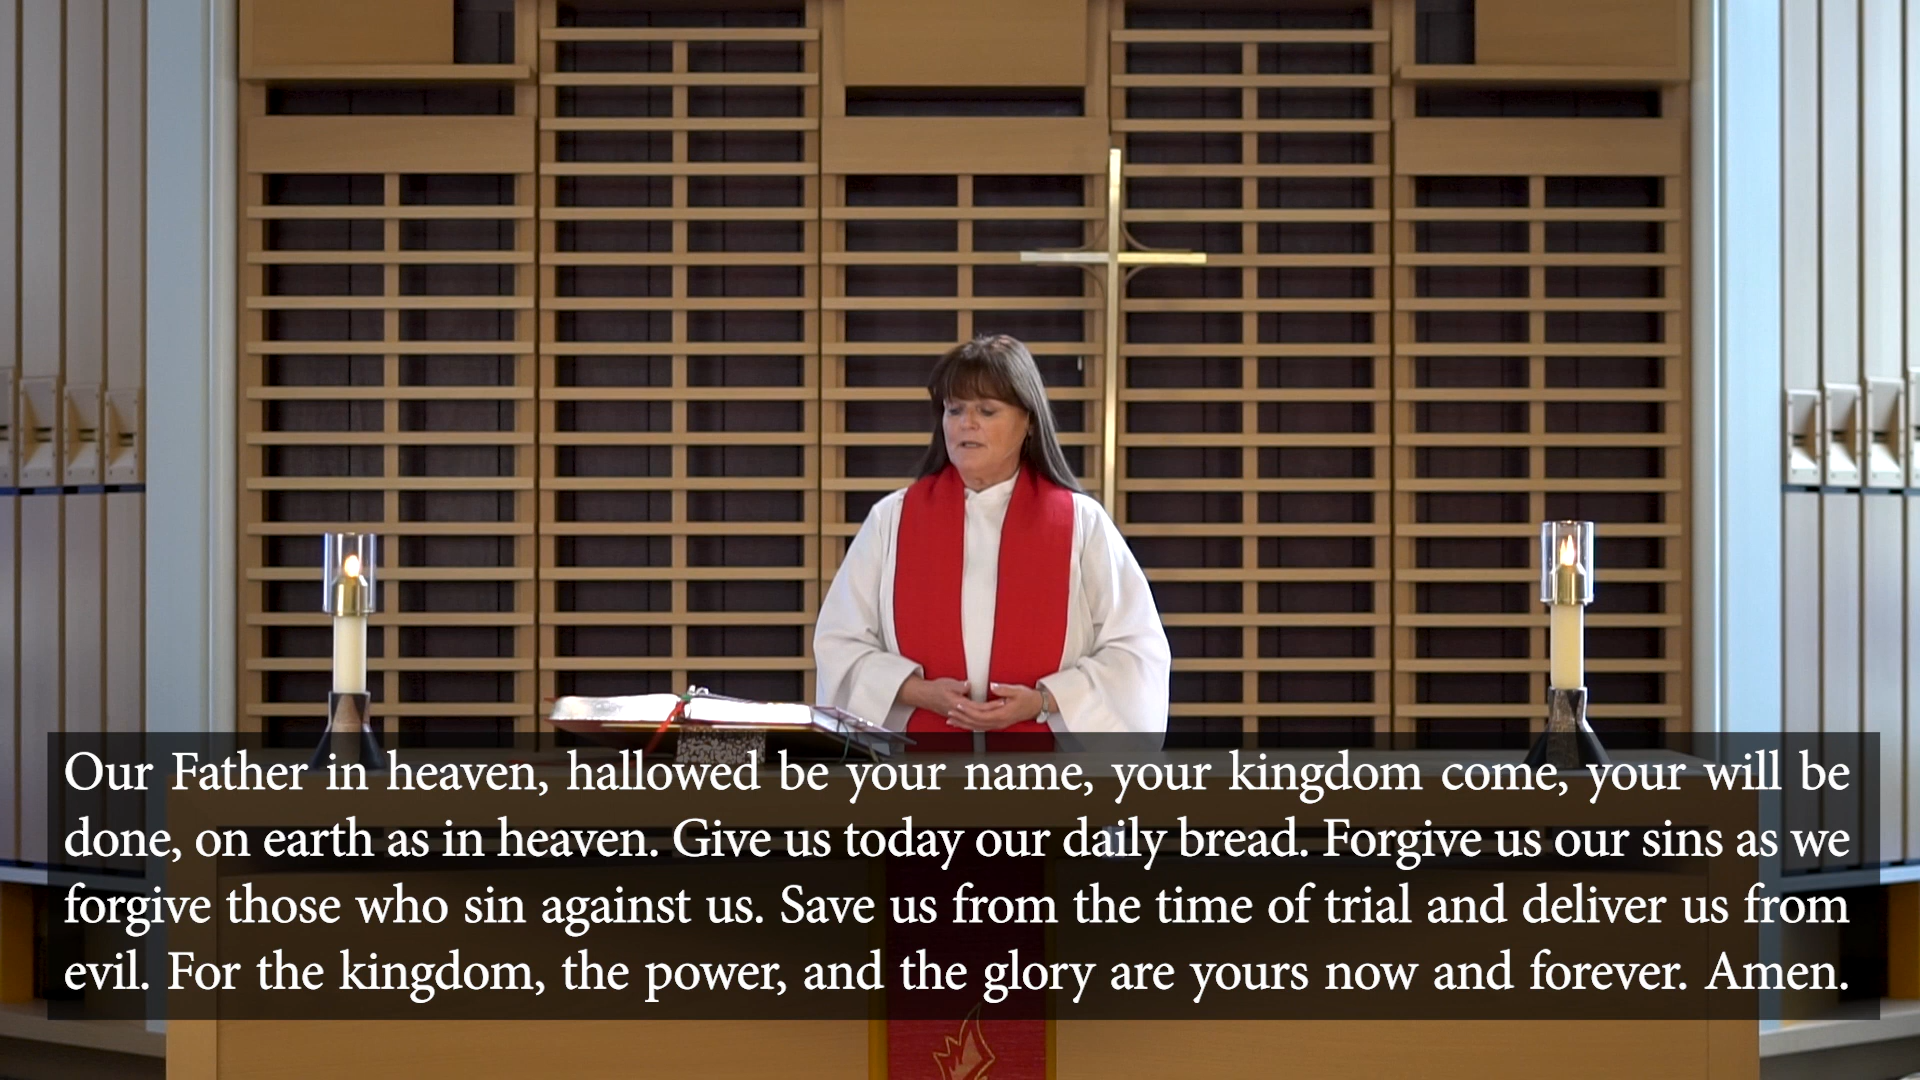 Our Father in heaven, hallowed be your name, your kingdom come, your will be
done, on earth as in heaven. Give us today our daily bread. Forgive us our sins as we
forgive those who sin against us. Save us from the time of trial and deliver us from
evil. For the kingdom, the power, and the glory are yours now and forever. Amen.